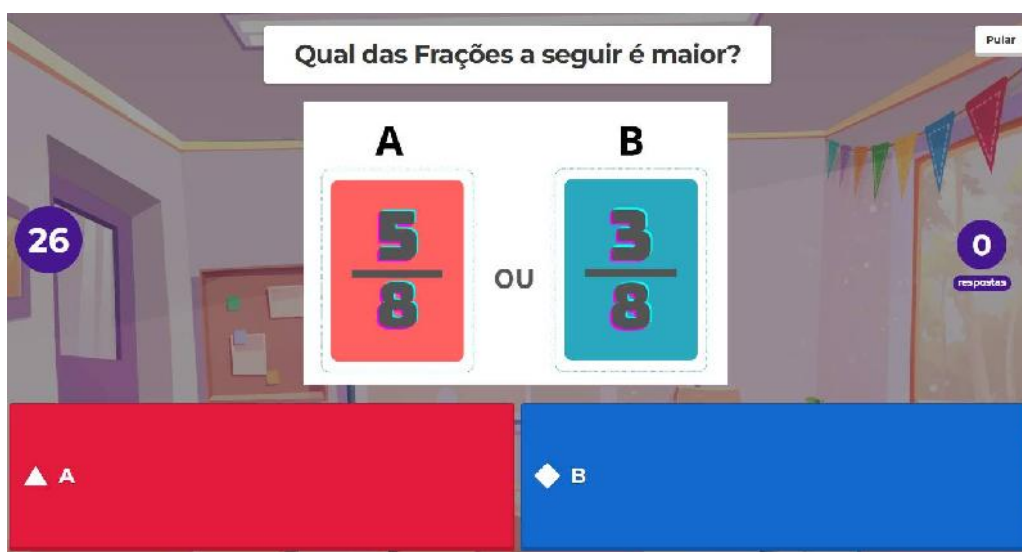 Qual das Frações a seguir é maior?
Pular
A
B
5
8
ou
3
8
26
0
respostas
A
B